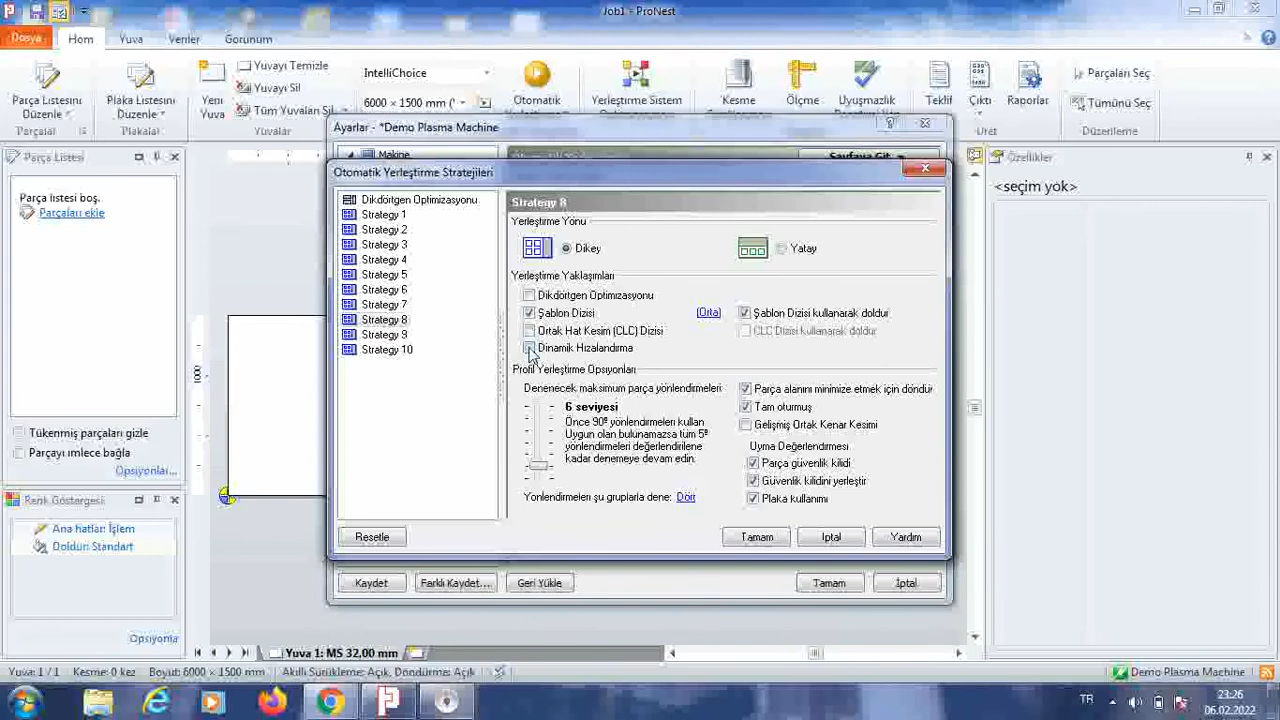 Job1 - ProNest
Dosya
Hom
Yuva
Veriler
Görünüm
Parça Listesini
Düzenle
Parçalar
Plaka Listesini
Düzenle
Plakalar
Yeni
Yuva
Yuvayı Temizle
Yuvayı Sil
Tüm Yuvaları Sil
Yuvalar
IntelliChoice
6000 × 1500 mm
Otomatik
Yerleştirme Sistem
Kesme
Ölçme
Uyuşmazlık
Teklif
Çıktı
Raporlar
Üret
Parçaları Seç
Tümünü Seç
Düzenleme
Parça Listesi
Parça listesi boş.
Parçaları ekle
Tükenmiş parçaları gizle
Parçayı imlece bağla
Opsiyonlar...
Renk Göstergesi
Ana hatlar: İşlem
Doldur: Standart
Opsiyonla
1000
Ayarlar - *Demo Plasma Machine
Makine
Sayfaya Git
Otomatik Yerleştirme Stratejileri
Dikdörtgen Optimizasyonu
Strategy 1
Strategy 2
Strategy 3
Strategy 4
Strategy 5
Strategy 6
Strategy 7
Strategy 8
Strategy 9
Strategy 10
Strategy 8
Yerleştirme Yönü
Dikey
Yatay
Yerleştirme Yaklaşımları
Dikdörtgen Optimizasyonu
Şablon Dizisi
(Orta)
Şablon Dizisi kullanarak doldur
Ortak Hat Kesim (CLC) Dizisi
CLC Dizisi kullanarak doldur
Dinamik Hizalandırma
Profil Yerleştirme Opsiyonları
Denenecek maksimum parça yönlendirmeleri
6 seviyesi
Önce 90º yönlendirmeleri kullan
Uygun olan bulunamazsa tüm 5º
yönlendirmeleri değerlendirilene
kadar denemeye devam edin.
Yönlendirmeleri şu gruplarla dene: Dört
Parça alanını minimize etmek için döndür
Tam oturmuş
Gelişmiş Ortak Kenar Kesimi
Uyma Değerlendirmesi
Parça güvenlik kilidi
Güvenlik kilidini yerleştir
Plaka kullanımı
Resetle
Tamam
İptal
Yardım
Kaydet
Farklı Kaydet...
Geri Yükle
Tamam
İptal
Özellikler
<seçim yok>
Yuva 1: MS 32,00 mm
Yuva: 1 / 1
Kesme: 0 kez
Boyut: 6000 × 1500 mm
Akıllı Sürükleme: Açık, Döndürme: Açık
Demo Plasma Machine
TR
23:26
06.02.2022